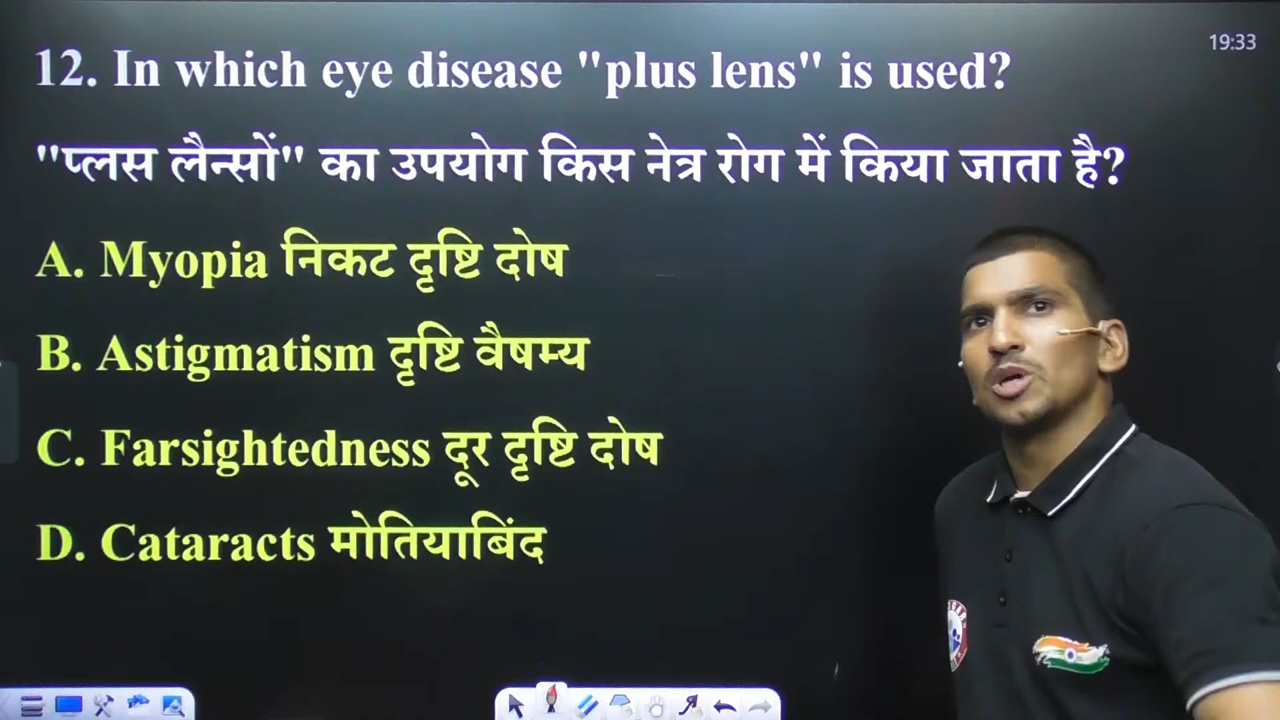 19:33
12. In which eye disease "plus lens" is used?
"प्लस लैन्सों" का उपयोग किस नेत्र रोग में किया जाता है?
A. Myopia निकट दृष्टि दोष
B. Astigmatism दृष्टि वैषम्य
C. Farsightedness दूर दृष्टि दोष
D. Cataracts मोतियाबिंद